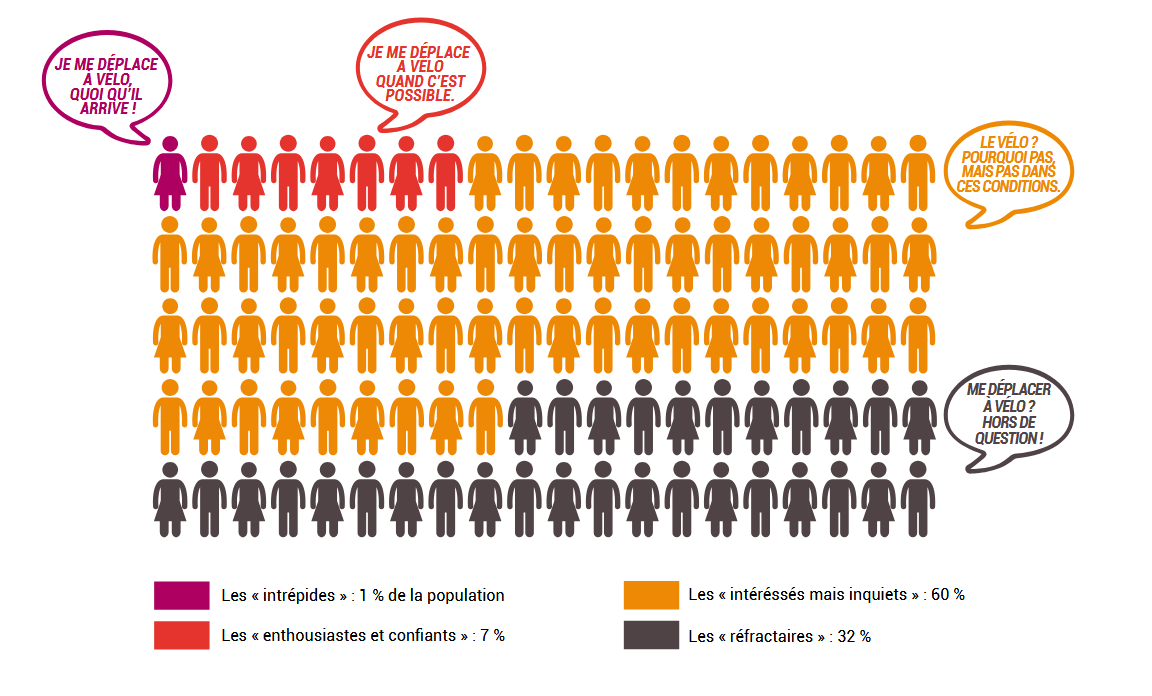 JE ME DÉPLACE
À VÉLO,
QUOI QU'IL
ARRIVE !
JE ME DÉPLACE
À VÉLO
QUAND C'EST
POSSIBLE.
LE VÉLO ?
POURQUOI PAS,
MAIS PAS DANS
CES CONDITIONS.
ME DÉPLACER
À VÉLO ?
HORS DE
QUESTION !
Les « intrépides » : 1 % de la population
Les « enthousiastes et confiants » : 7 %
Les « intéréssés mais inquiets » : 60 %
Les « réfractaires » : 32 %